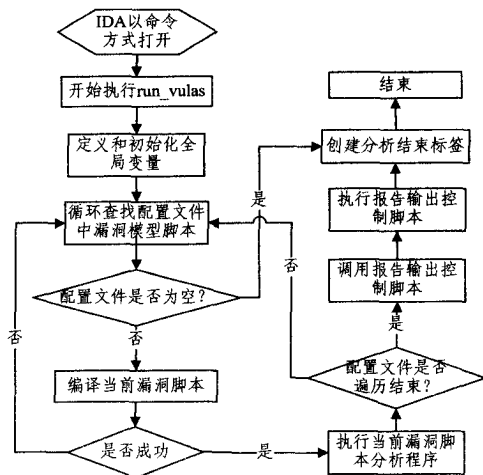 IDA以命令
方式打开
开始执行run_vulas
定义和初始化全
局变量
循环查找配置文件
中漏洞模型脚本
配置文件是否为空?
是
否
否
编译当前漏洞脚本
是否成功
是
执行当前漏洞脚
本分析程序
配置文件是否
遍历结束?
否
是
调用报告输出控
制脚本
执行报告输出控
制脚本
创建分析结束标签
结束